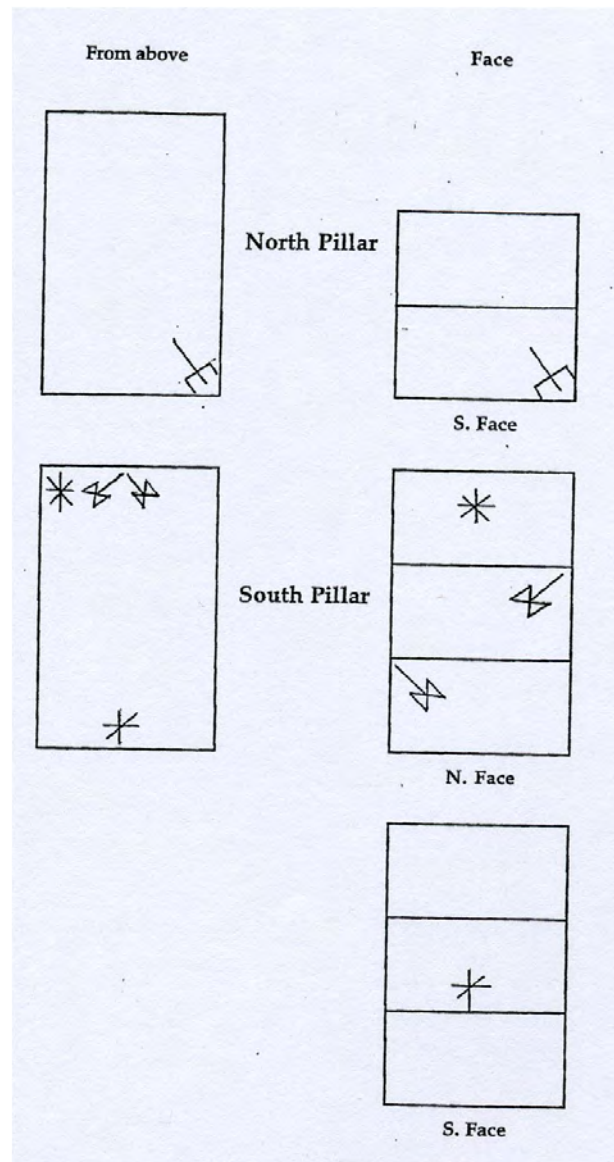 From above
Face
North Pillar
S. Face
South Pillar
N. Face
S. Face